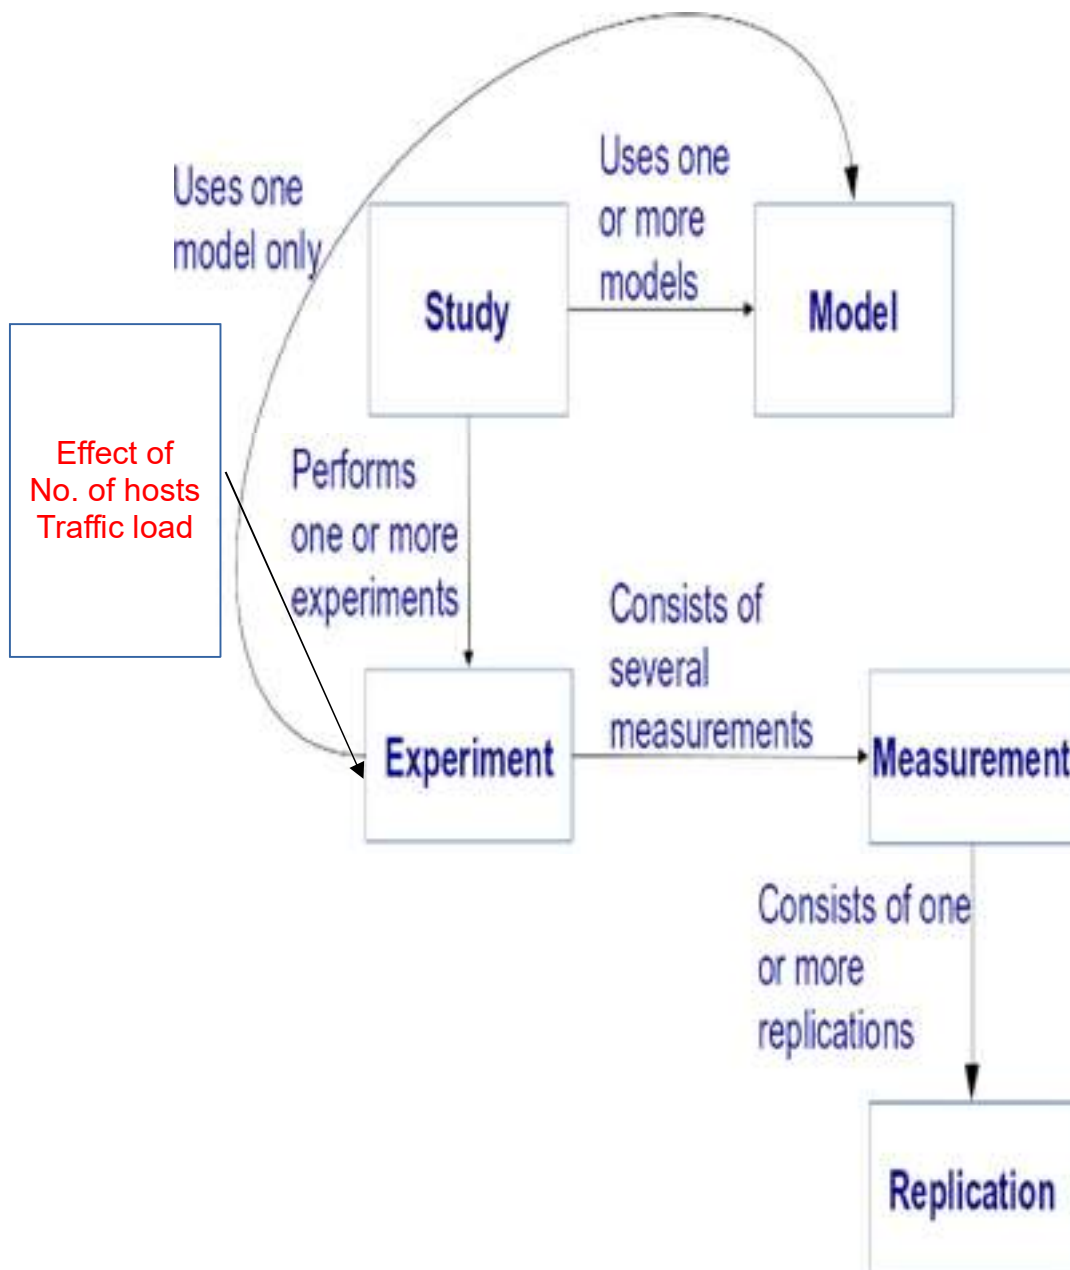 Uses one
model only
Uses one
or more
models
Study
Model
Effect of
No. of hosts
Traffic load
Performs
one or more
experiments
Consists of
several
measurements
Experiment
Measurement
Consists of one
or more
replications
Replication